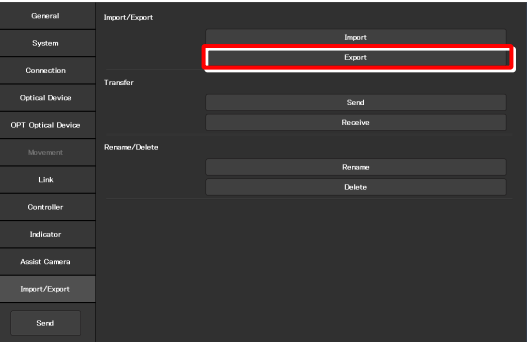 General
System
Connection
Optical Device
OPT Optical Device
Movement
Link
Controller
Indicator
Assist Camera
Import/Export
Send
Import/Export
Import
Export
Transfer
Send
Receive
Rename/Delete
Rename
Delete